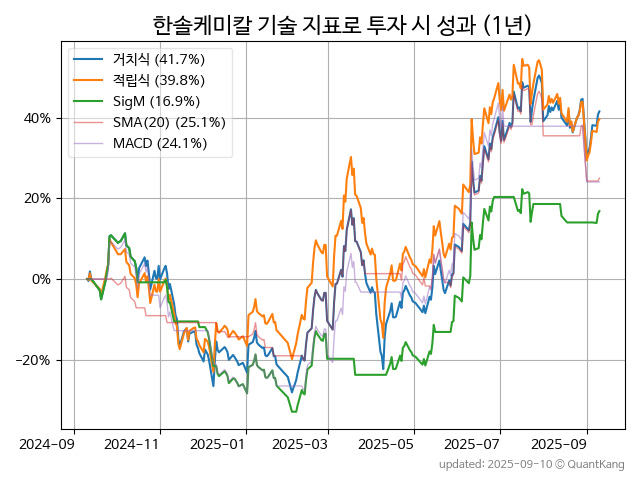 한솔케미칼 기술 지표로 투자 시 성과 (1년)
거치식 (41.7%)
적립식 (39.8%)
SigM (16.9%)
SMA(20) (25.1%)
MACD (24.1%)
40%
20%
0%
−20%
2024-09 2024-11 2025-01 2025-03 2025-05 2025-07 2025-09
updated: 2025-09-10 © QuantKang